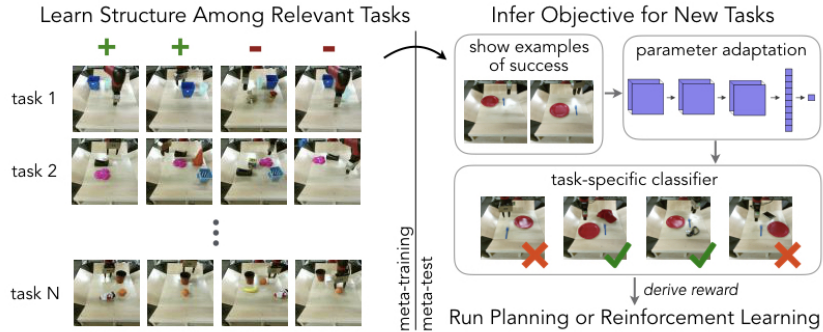 Learn Structure Among Relevant Tasks
+ + - -
task 1
task 2
task N
meta-training
meta-test
Infer Objective for New Tasks
show examples
of success
parameter adaptation
task-specific classifier
derive reward
Run Planning or Reinforcement Learning